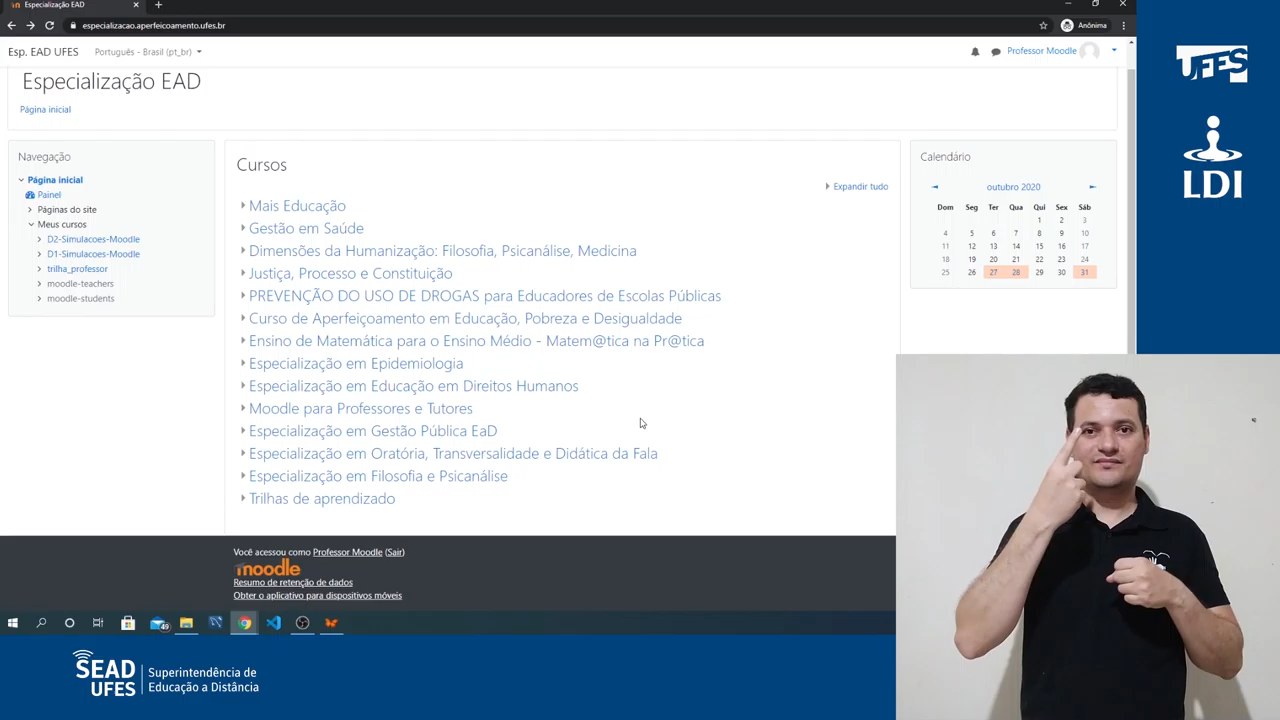 Especialização EAD
especializacao.aperfeicoamento.ufes.br
Anônima
Esp. EAD UFES
Português - Brasil (pt_br)
Professor Moodle
Especialização EAD
Página inicial
Navegação
Página inicial
Painel
Páginas do site
Meus cursos
D2-Simulacoes-Moodle
D1-Simulacoes-Moodle
trilha_professor
moodle-teachers
moodle-students
Cursos
Expandir tudo
Mais Educação
Gestão em Saúde
Dimensões da Humanização: Filosofia, Psicanálise, Medicina
Justiça, Processo e Constituição
PREVENÇÃO DO USO DE DROGAS para Educadores de Escolas Públicas
Curso de Aperfeiçoamento em Educação, Pobreza e Desigualdade
Ensino de Matemática para o Ensino Médio - Matem@tica na Pr@tica
Especialização em Epidemiologia
Especialização em Educação em Direitos Humanos
Moodle para Professores e Tutores
Especialização em Gestão Pública EaD
Especialização em Oratória, Transversalidade e Didática da Fala
Especialização em Filosofia e Psicanálise
Trilhas de aprendizado
Calendário
outubro 2020
Dom Seg Ter Qua Qui Sex Sáb
1 2 3
4 5 6 7 8 9 10
11 12 13 14 15 16 17
18 19 20 21 22 23 24
25 26 27 28 29 30 31
Você acessou como Professor Moodle (Sair)
moodle
Resumo de retenção de dados
Obter o aplicativo para dispositivos móveis
49
UFES
LDI
SEAD
UFES
Superintendência de
Educação a Distância